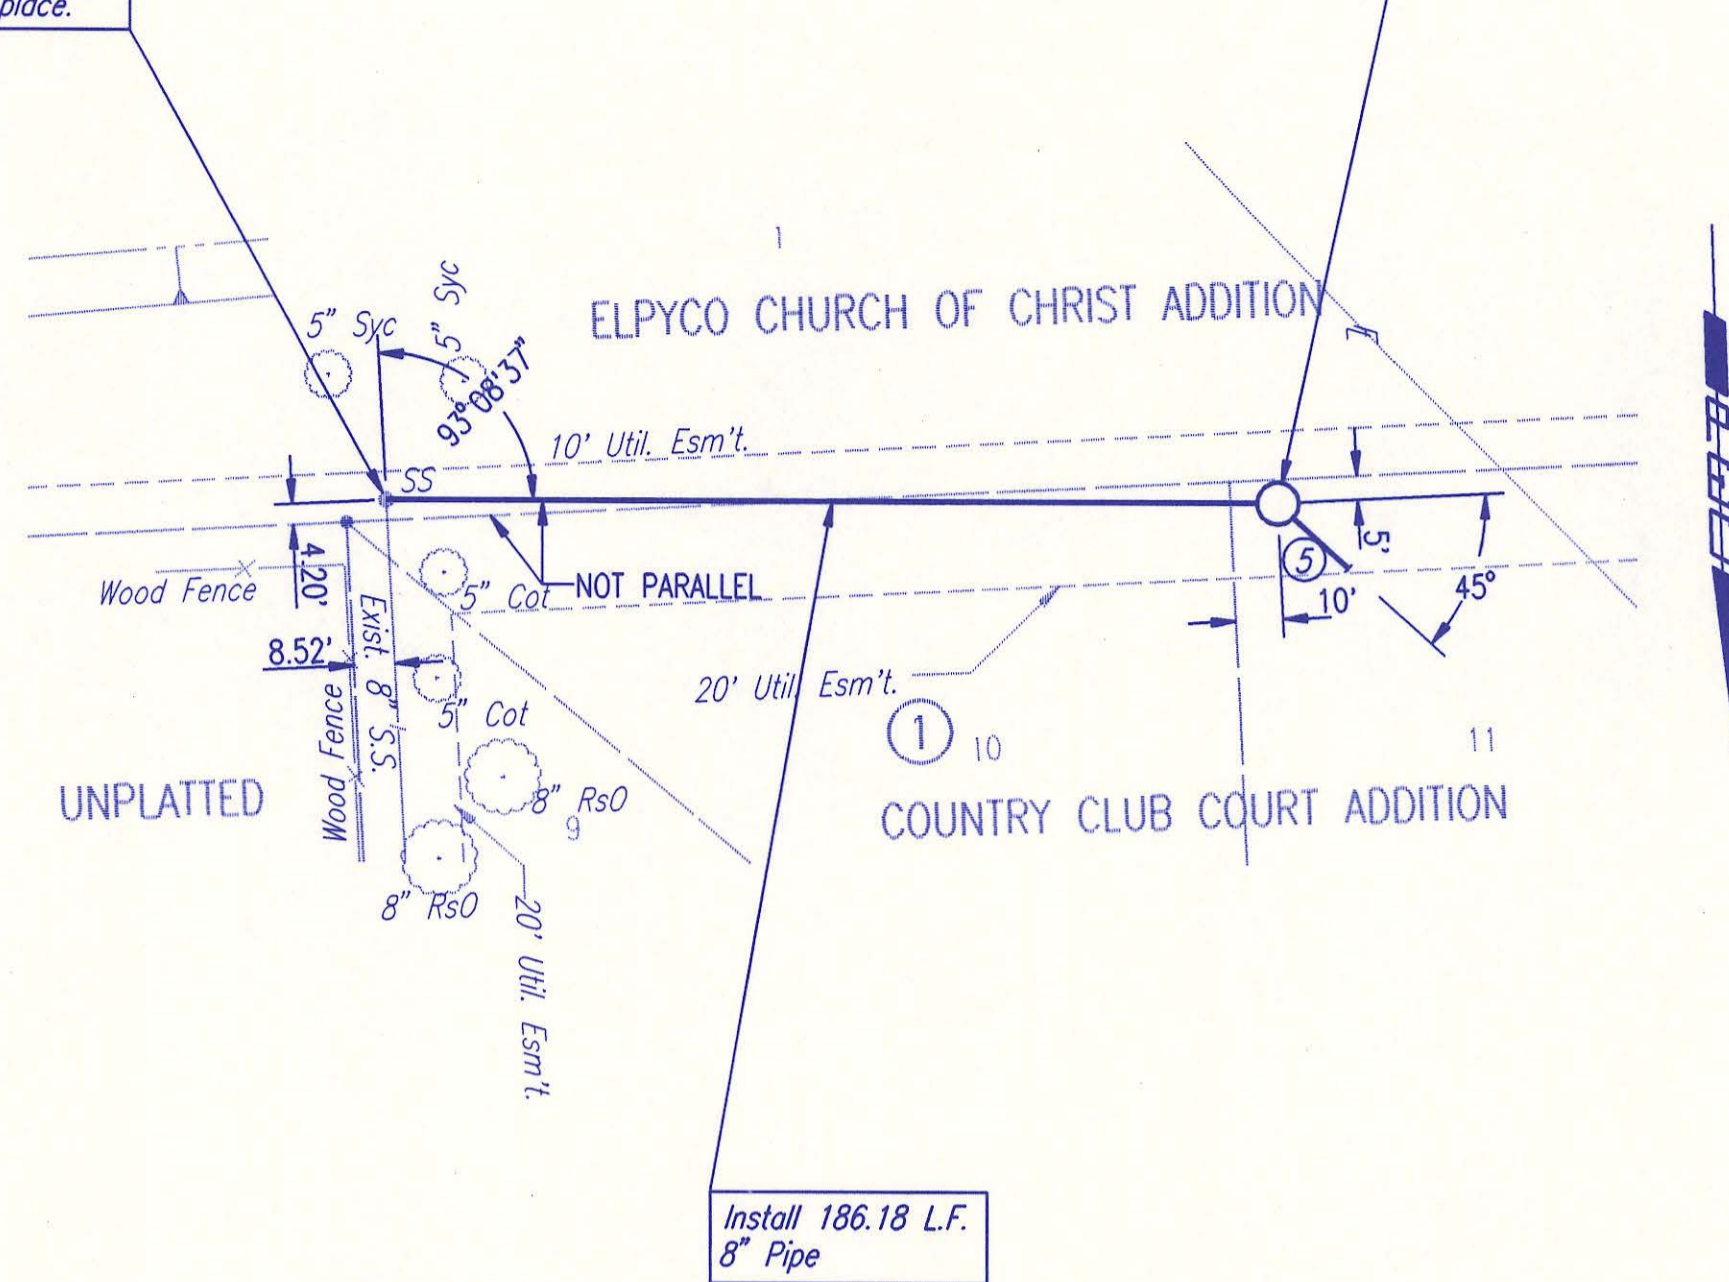 place.
1
ELPYCO CHURCH OF CHRIST ADDITION
5" Syc
5" Syc
93°08'37"
10' Util. Esm't.
SS
5'
5
45°
10'
4.20'
Wood Fence
5" Cot
NOT PARALLEL
Exist. 8" S.S.
8.52'
20' Util. Esm't.
Wood Fence
5" Cot
1
10
11
UNPLATTED
8" RsO
9
COUNTRY CLUB COURT ADDITION
8" RsO
20' Util. Esm't.
Install 186.18 L.F.
8" Pipe